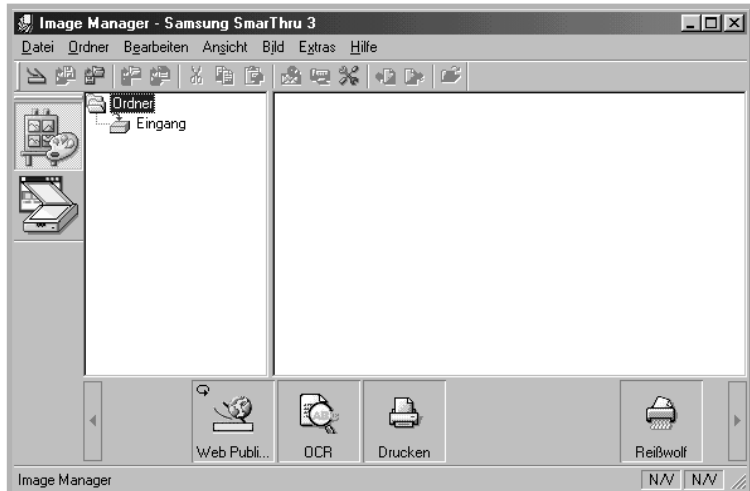 Image Manager - Samsung SmarThru 3
Datei Ordner Bearbeiten Ansicht Bild Extras Hilfe
Ordner
Eingang
Web Publi... OCR Drucken Reißwolf
Image Manager N/V N/V